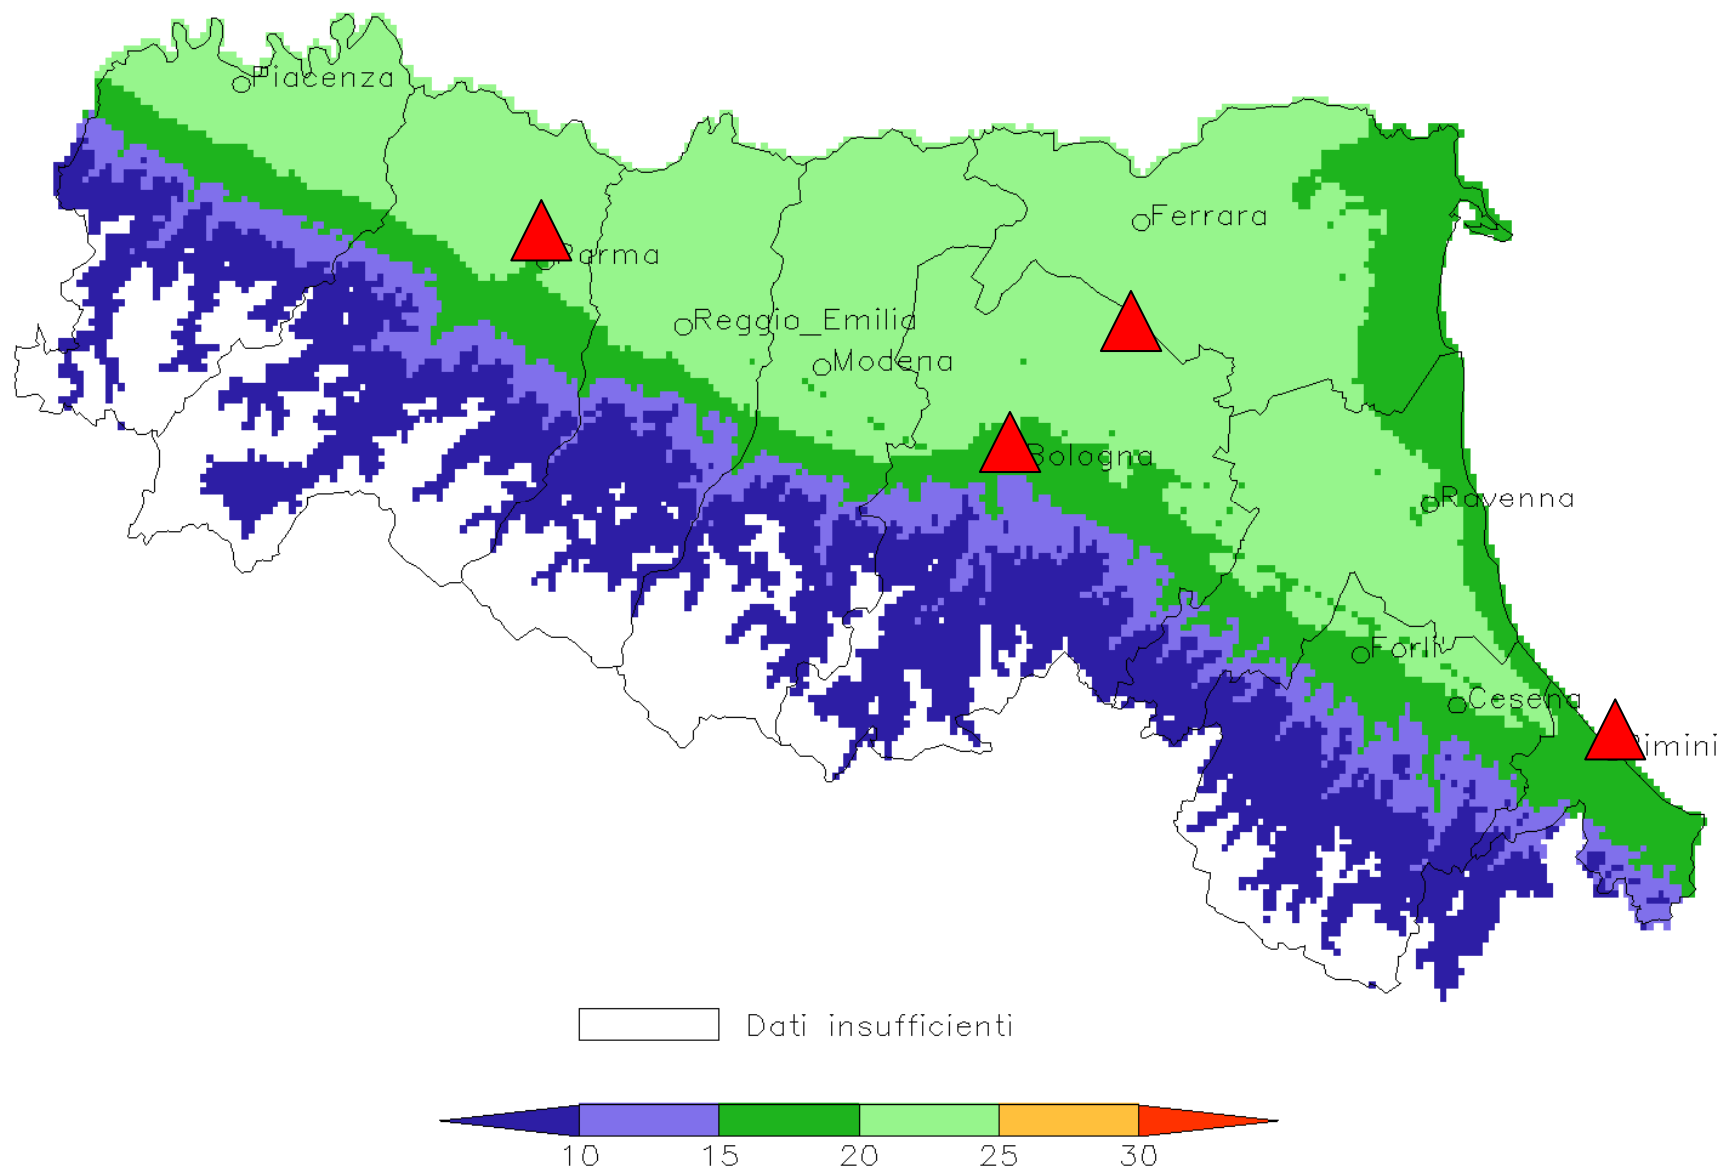 Piacenza
Ferrara
Parma
Reggio_Emilia
Modena
Bologna
Ravenna
Forlì
Cesena
Rimini
Dati insufficienti
10 15 20 25 30